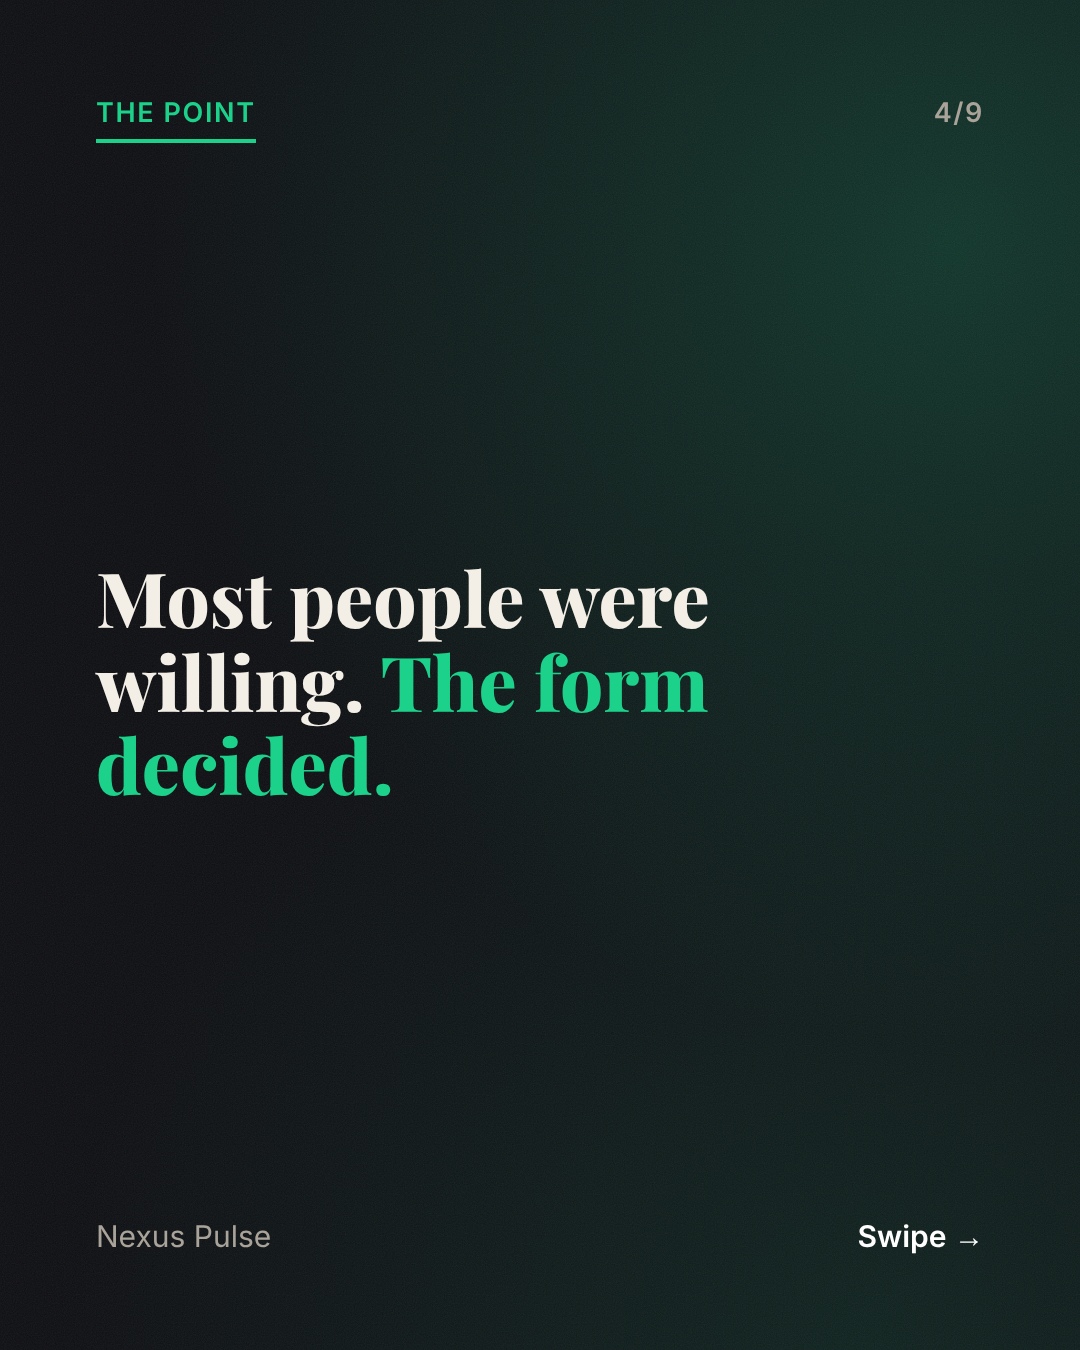 THE POINT
4/9
Most people were
willing. The form
decided.
Nexus Pulse
Swipe →